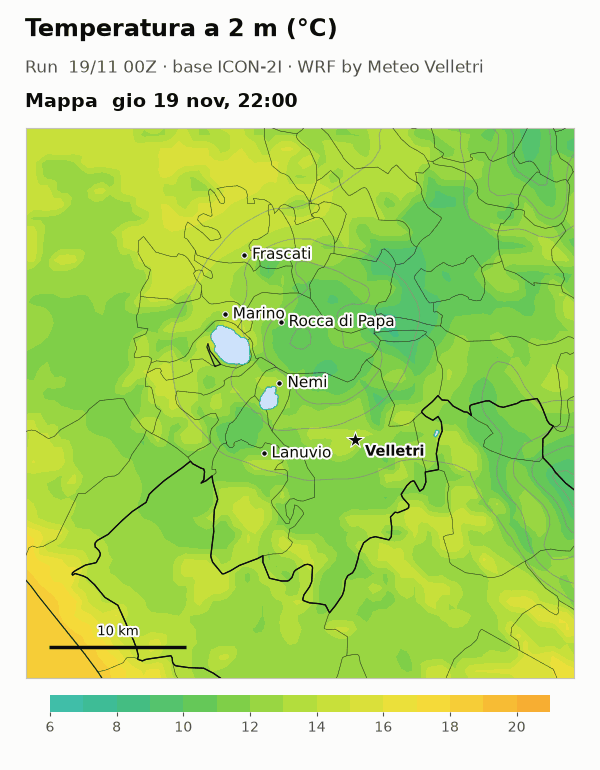 Temperatura a 2 m (°C)
Run  19/11 00Z · base ICON-2I · WRF by Meteo Velletri
Mappa  gio 19 nov, 22:00
Frascati
Marino
Rocca di Papa
Nemi
Lanuvio
Velletri
10 km
6 8 10 12 14 16 18 20